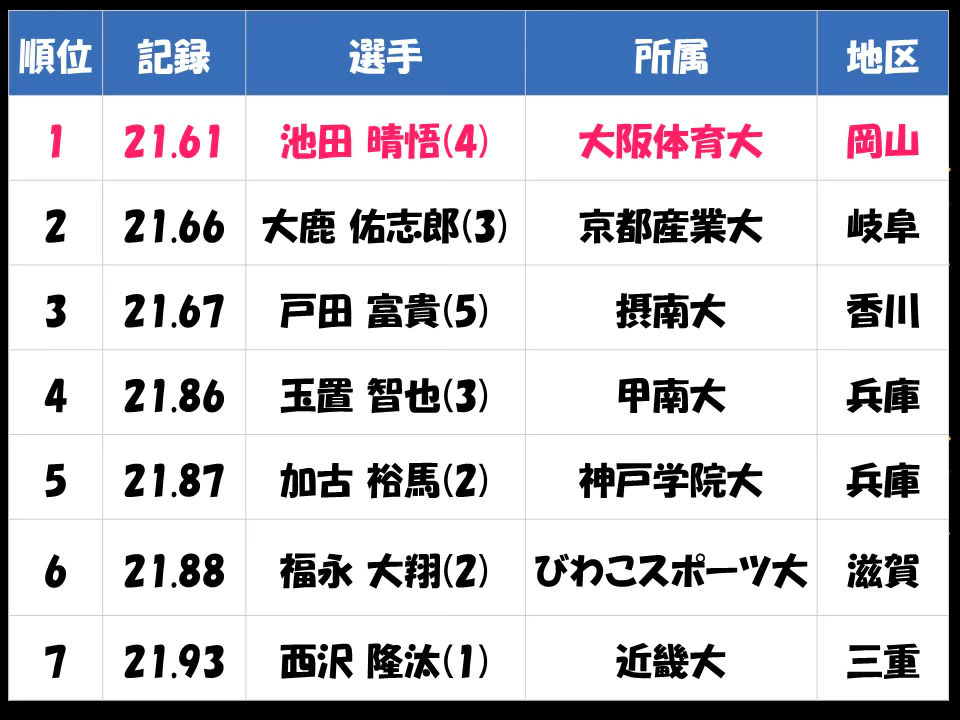 順位 記録 選手 所属 地区
1 21.61 池田 晴悟(4) 大阪体育大 岡山
2 21.66 大鹿 佑志郎(3) 京都産業大 岐阜
3 21.67 戸田 富貴(5) 摂南大 香川
4 21.86 玉置 智也(3) 甲南大 兵庫
5 21.87 加古 裕馬(2) 神戸学院大 兵庫
6 21.88 福永 大翔(2) びわこスポーツ大 滋賀
7 21.93 西沢 隆汰(1) 近畿大 三重